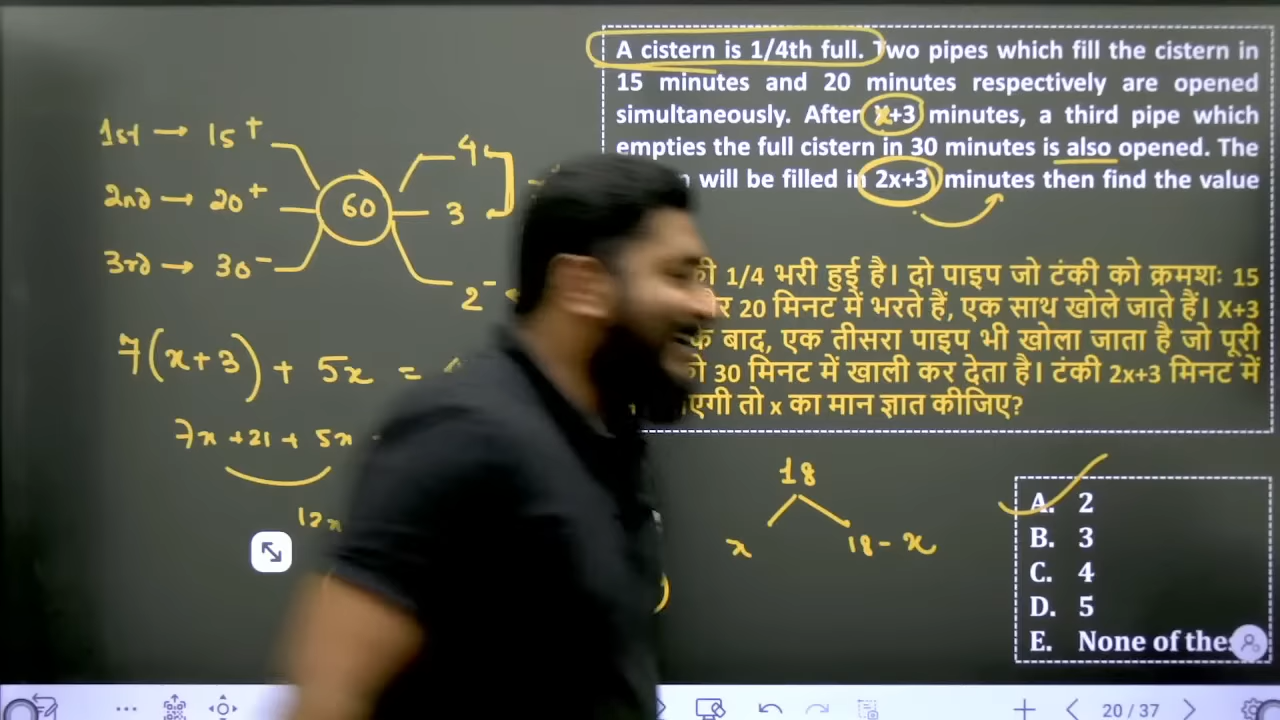 A cistern is 1/4th full. Two pipes which fill the cistern in
15 minutes and 20 minutes respectively are opened
simultaneously. After x+3 minutes, a third pipe which
empties the full cistern in 30 minutes is also opened. The
will be filled in 2x+3 minutes then find the value
1/4 भरी हुई है। दो पाइप जो टंकी को क्रमशः 15
20 मिनट में भरते हैं, एक साथ खोले जाते हैं। X+3
बाद, एक तीसरा पाइप भी खोला जाता है जो पूरी
30 मिनट में खाली कर देता है। टंकी 2x+3 मिनट में
तो x का मान ज्ञात कीजिए?
1st → 15+
2nd → 20+
3rd → 30-
60
4
3
2-
7(x+3) + 5x =
7x +21 + 5x
12x
18
x 18-x
A. 2
B. 3
C. 4
D. 5
E. None of
20 / 37